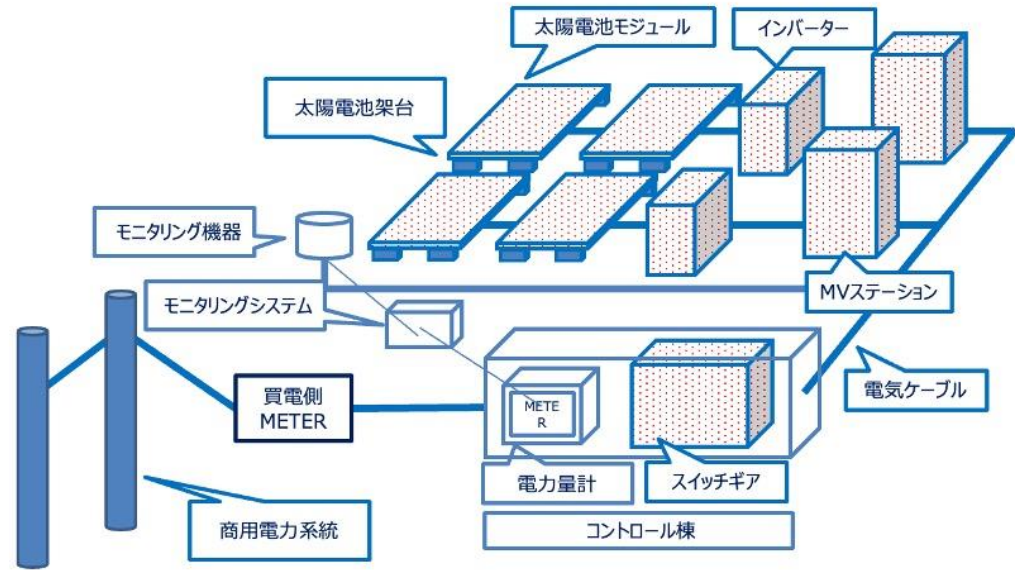 太陽電池モジュール
インバーター
太陽電池架台
モニタリング機器
モニタリングシステム
MVステーション
電気ケーブル
買電側
METER
METE
R
電力量計
スイッチギア
コントロール棟
商用電力系統